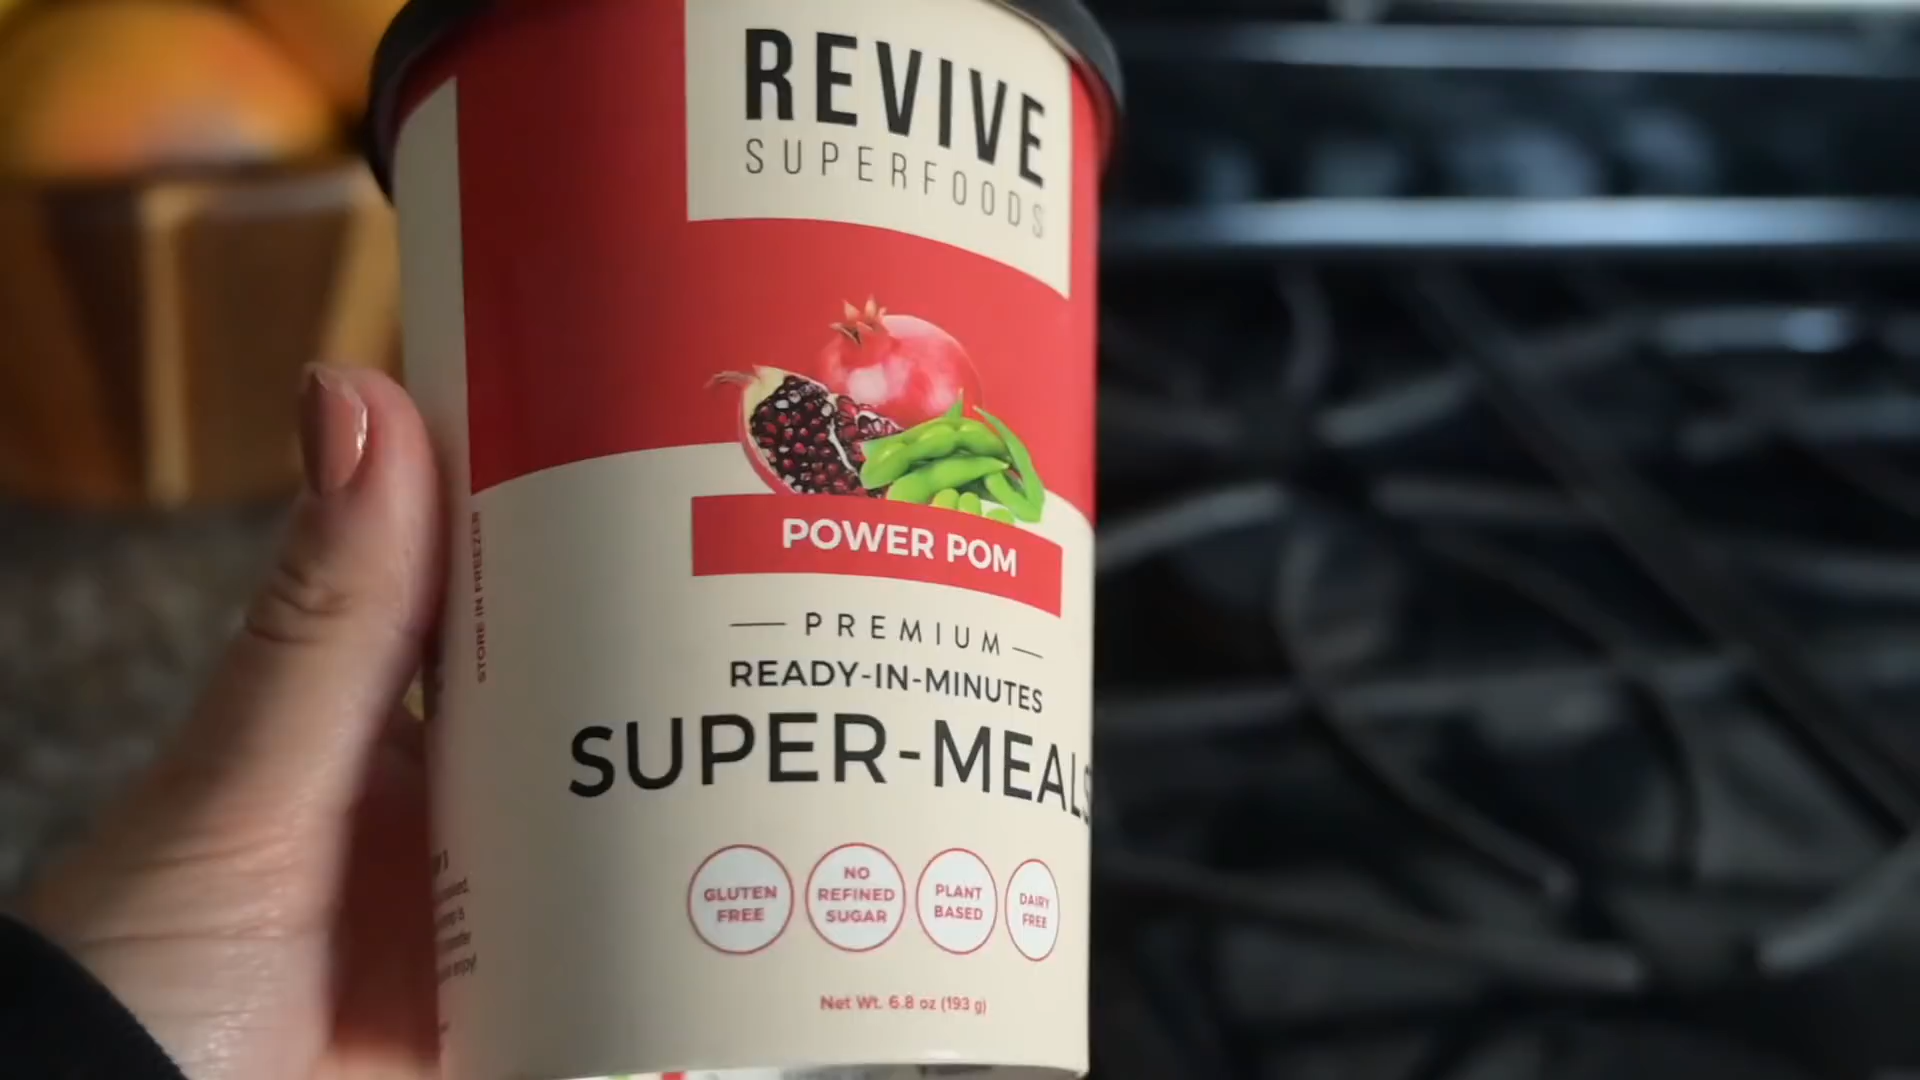 REVIVE
SUPERFOODS
POWER POM
PREMIUM
READY-IN-MINUTES
SUPER-MEALS
GLUTEN
FREE
NO
REFINED
SUGAR
PLANT
BASED
DAIRY
FREE
Net Wt. 6.8 oz (193 g)
STORE IN FREEZER
enjoy!